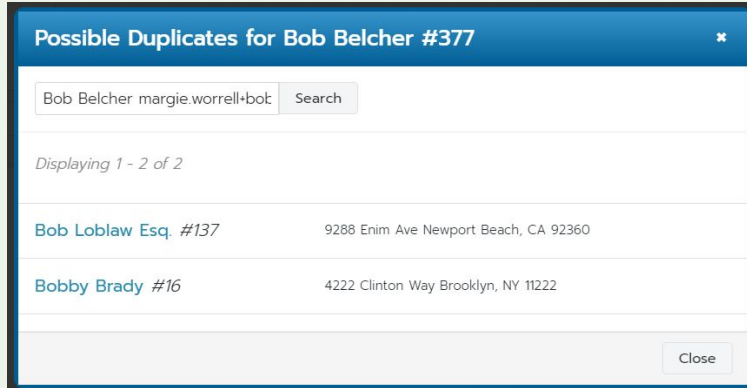 Possible Duplicates for Bob Belcher #377 ×
Bob Belcher margie.worrell+bob Search
Displaying 1 - 2 of 2
Bob Loblaw Esq. #137 9288 Enim Ave Newport Beach, CA 92360
Bobby Brady #16 4222 Clinton Way Brooklyn, NY 11222
Close